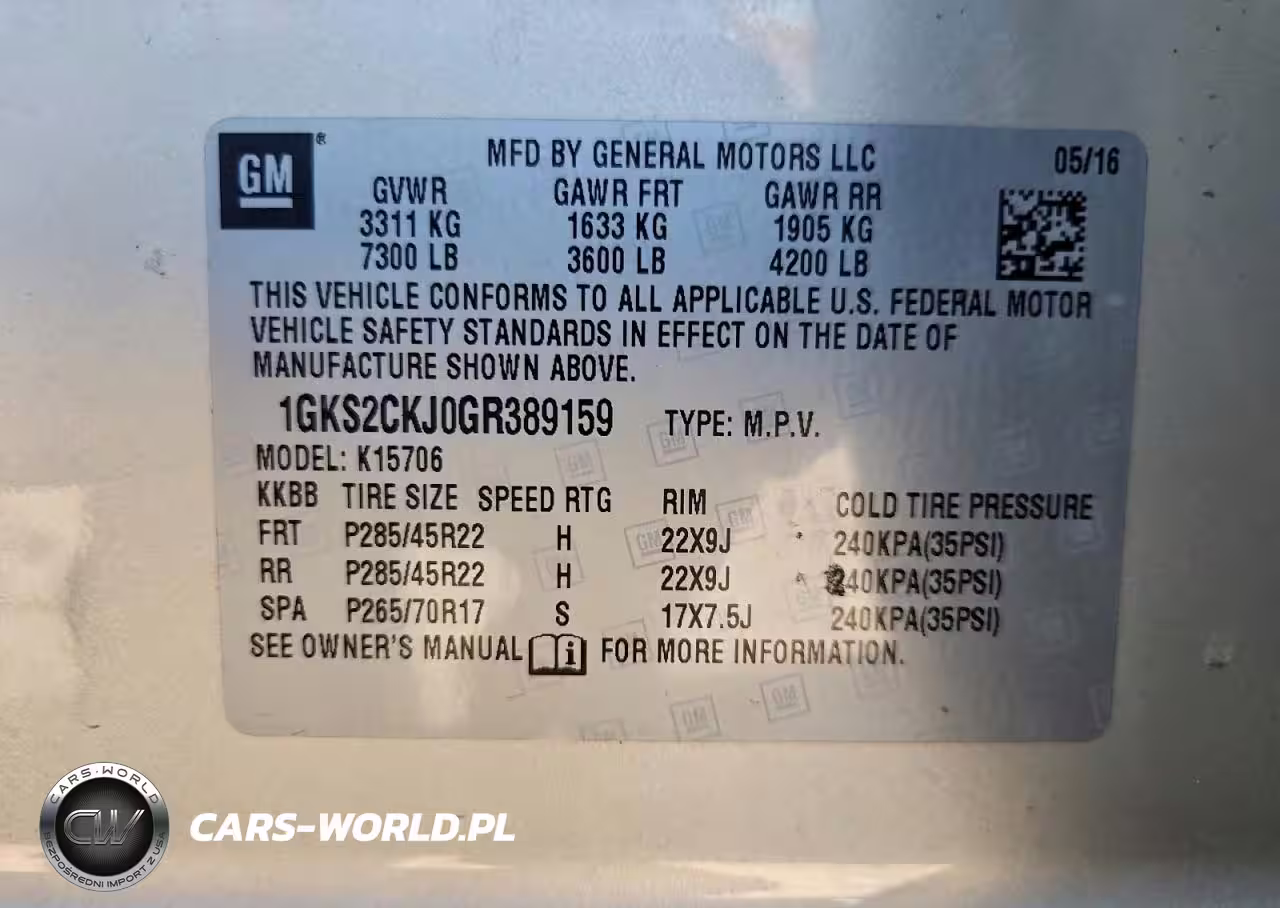 GM ®
MFD BY GENERAL MOTORS LLC 05/16
GVWR GAWR FRT GAWR RR
3311 KG 1633 KG 1905 KG
7300 LB 3600 LB 4200 LB
THIS VEHICLE CONFORMS TO ALL APPLICABLE U.S. FEDERAL MOTOR
VEHICLE SAFETY STANDARDS IN EFFECT ON THE DATE OF
MANUFACTURE SHOWN ABOVE.
1GKS2CKJ0GR389159 TYPE: M.P.V.
MODEL: K15706
KKBB TIRE SIZE SPEED RTG RIM COLD TIRE PRESSURE
FRT P285/45R22 H 22X9J 240KPA(35PSI)
RR P285/45R22 H 22X9J 240KPA(35PSI)
SPA P265/70R17 S 17X7.5J 240KPA(35PSI)
SEE OWNER'S MANUAL i FOR MORE INFORMATION.
CARS-WORLD
CW
BEZPOŚREDNI IMPORT Z USA
CARS-WORLD.PL